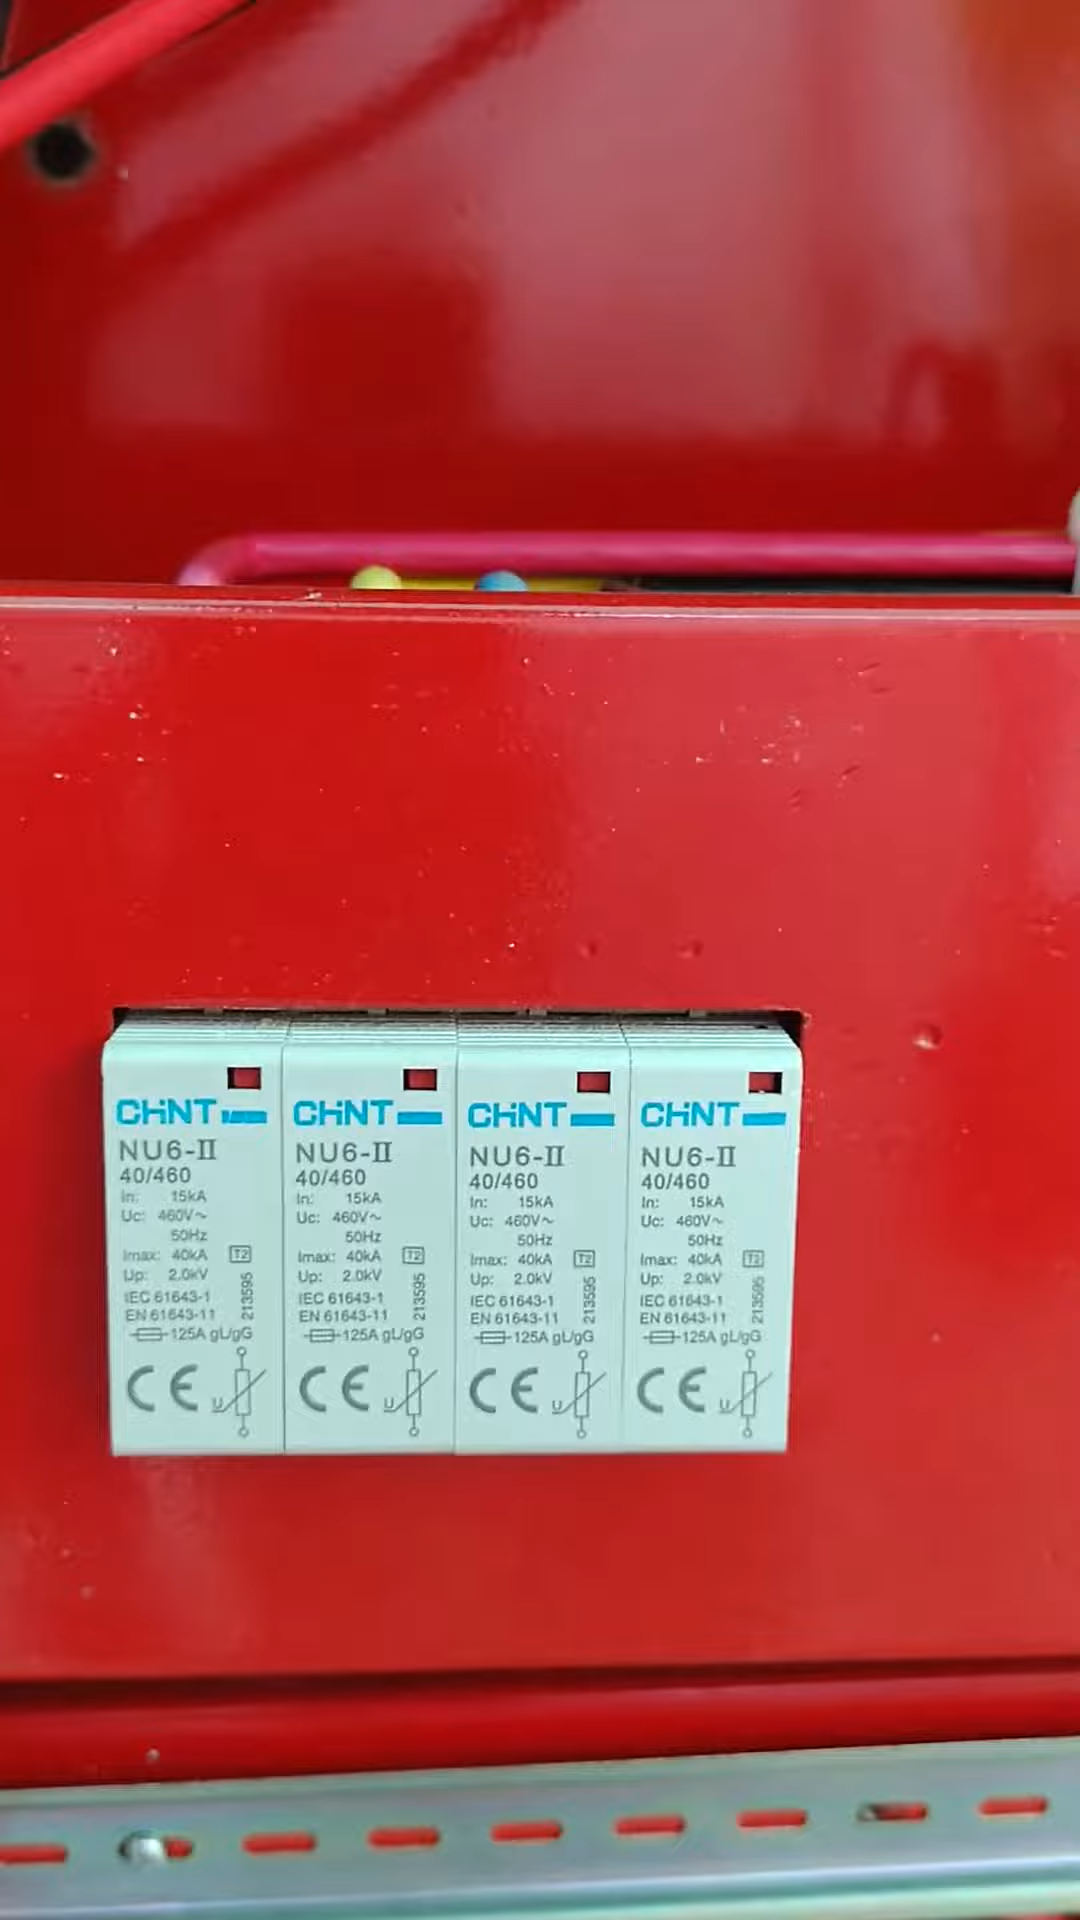 CHNT
NU6-II
40/460
In: 15kA
Uc: 460V~
50Hz
Imax: 40kA T2
Up: 2.0kV
IEC 61643-1
EN 61643-11
213595
125A gL/gG
CE
U
CHNT
NU6-II
40/460
In: 15kA
Uc: 460V~
50Hz
Imax: 40kA T2
Up: 2.0kV
IEC 61643-1
EN 61643-11
213595
125A gL/gG
CE
U
CHNT
NU6-II
40/460
In: 15kA
Uc: 460V~
50Hz
Imax: 40kA T2
Up: 2.0kV
IEC 61643-1
EN 61643-11
213595
125A gL/gG
CE
U
CHNT
NU6-II
40/460
In: 15kA
Uc: 460V~
50Hz
Imax: 40kA T2
Up: 2.0kV
IEC 61643-1
EN 61643-11
213595
125A gL/gG
CE
U